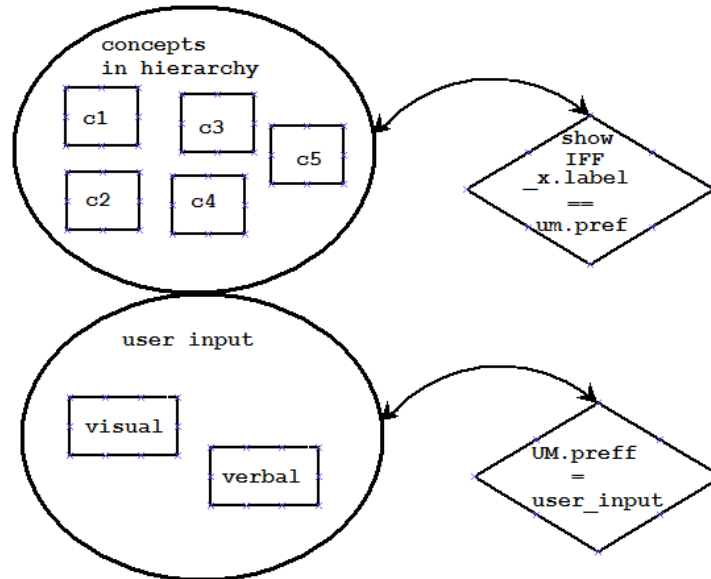 concepts
in hierarchy
c1
c3
c5
c2
c4
show
IFF
_x.label
==
um.pref
user input
visual
verbal
UM.preff
=
user_input